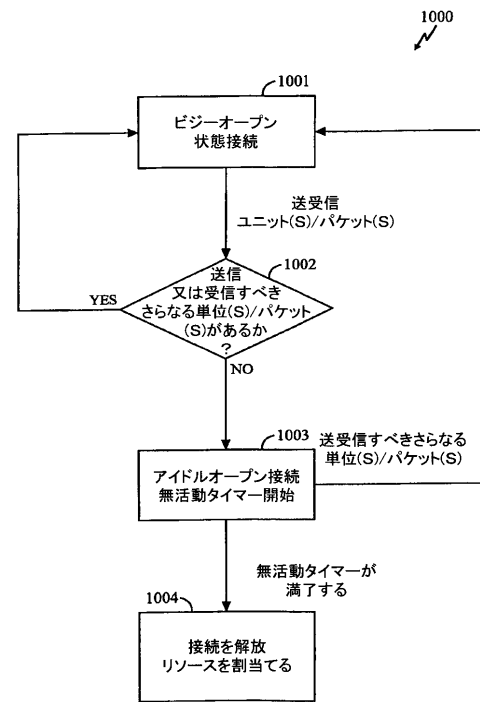 1000
1001
ビジーオープン
状態接続
送受信
ユニット(S)/パケット(S)
1002
送信
又は受信すべき
さらなる単位(S)/パケット
(S)があるか
?
YES
NO
1003
アイドルオープン接続
無活動タイマー開始
送受信すべきさらなる
単位(S)/パケット(S)
無活動タイマーが
満了する
1004
接続を解放
リソースを割当てる